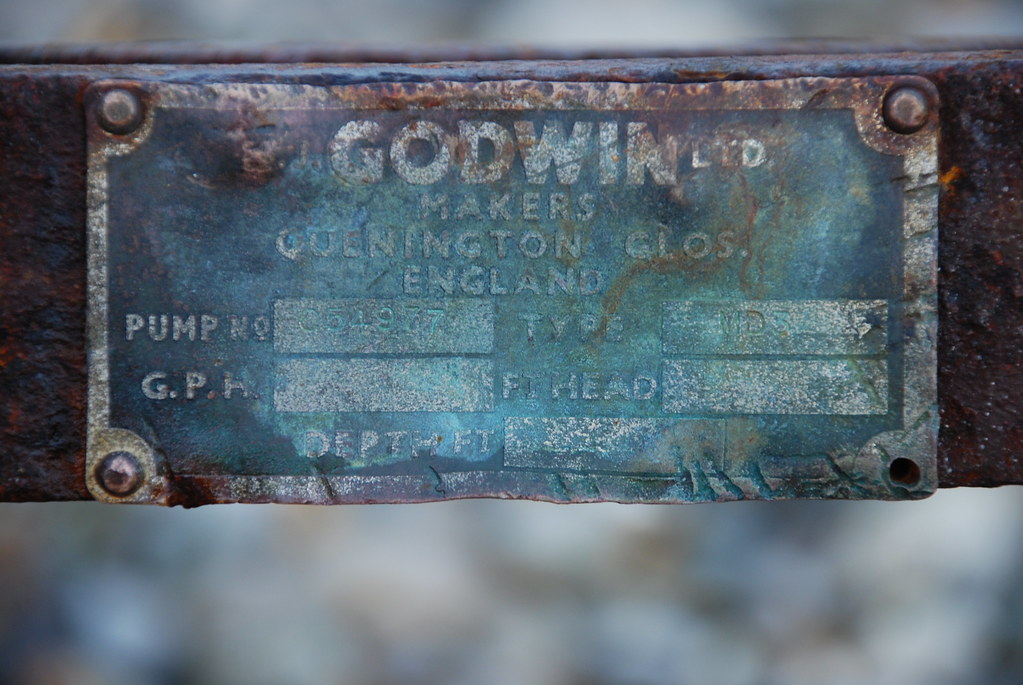 GODWIN LTD.
MAKERS
QUENINGTON GLOS.
ENGLAND
PUMP NO TYPE
G.P.H. FT HEAD
DEPTH FT